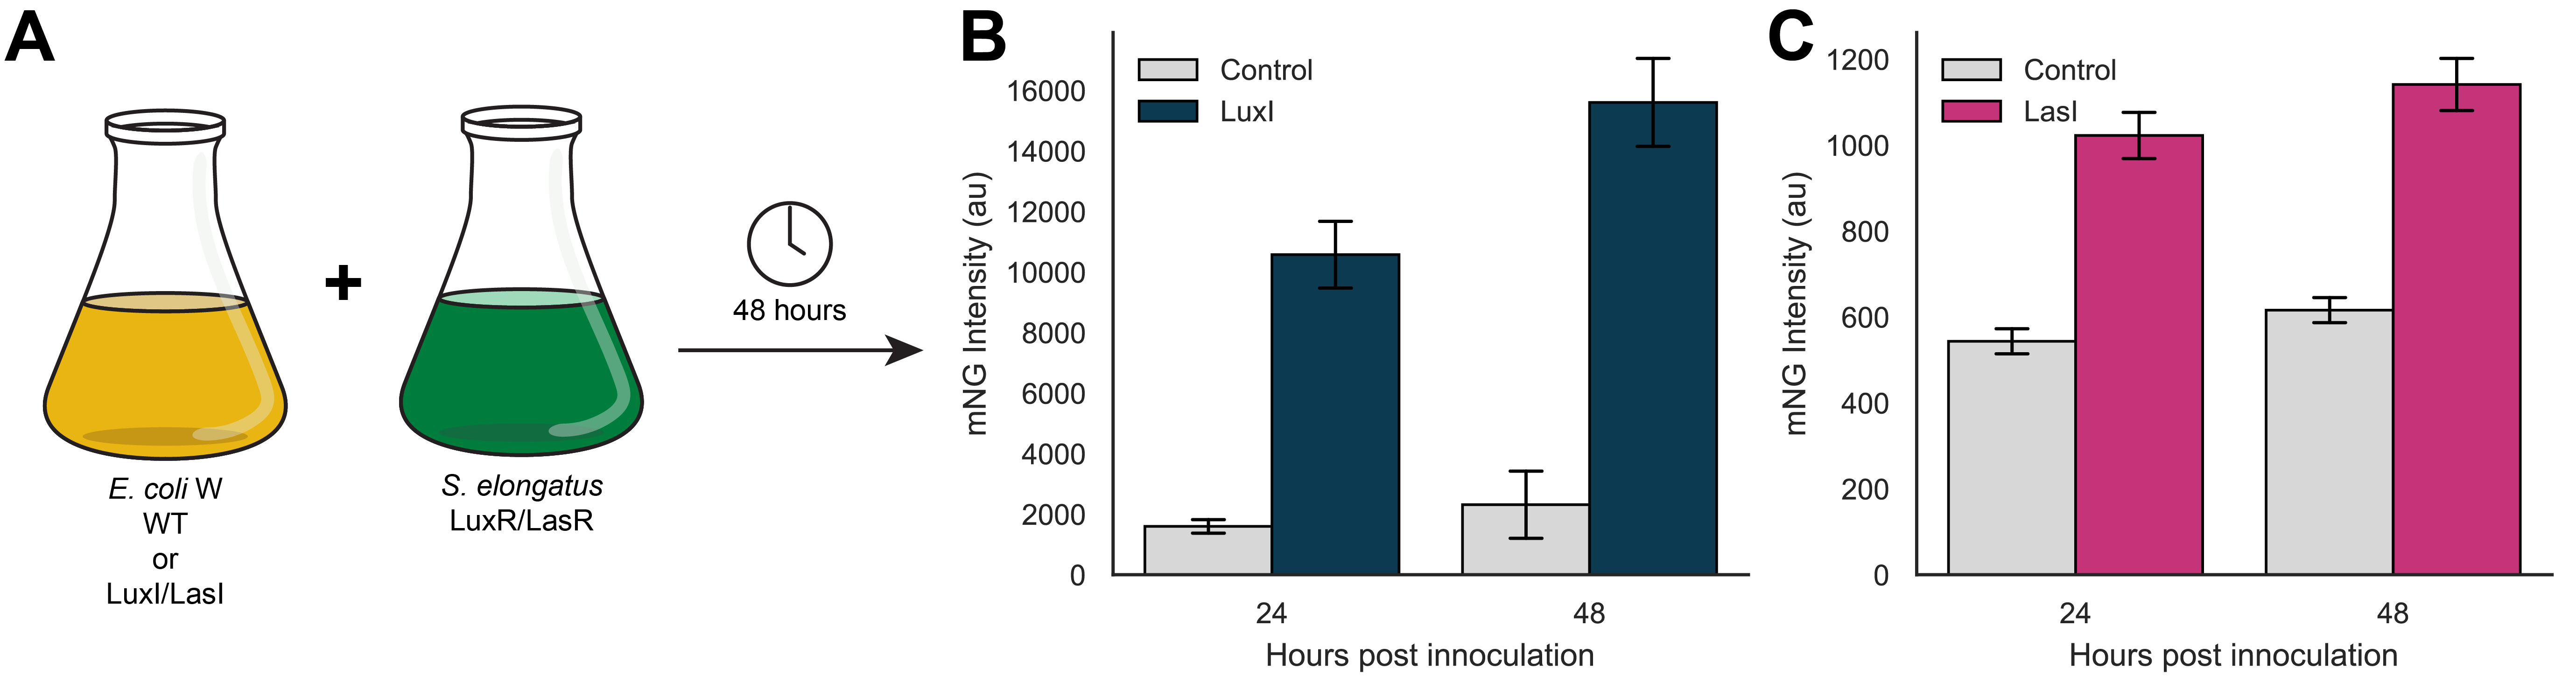 A
E. coli W
WT
or
LuxI/LasI
+
S. elongatus
LuxR/LasR
48 hours
B
Control
LuxI
mNG Intensity (au)
16000
14000
12000
10000
8000
6000
4000
2000
0
24
48
Hours post innoculation
C
Control
LasI
mNG Intensity (au)
1200
1000
800
600
400
200
0
24
48
Hours post innoculation